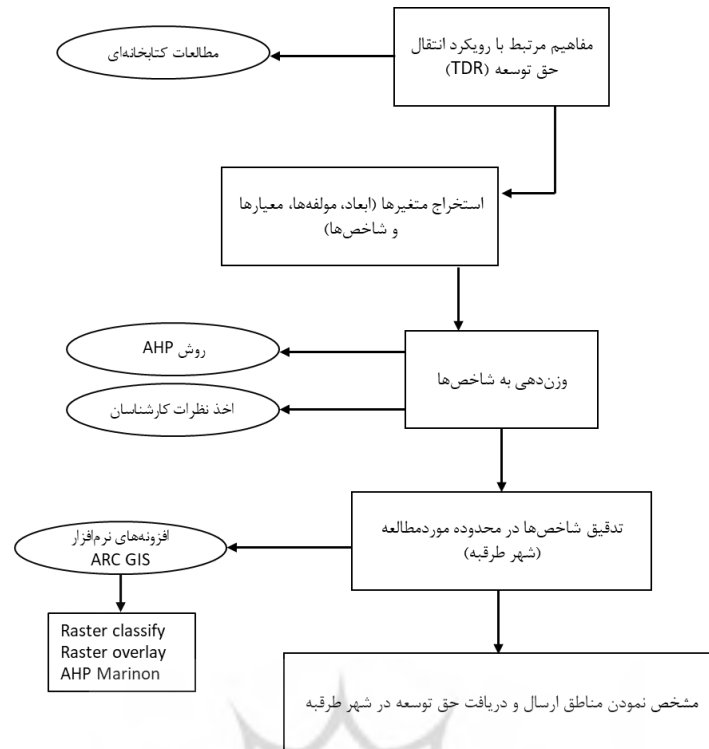 مفاهیم مرتبط با رویکرد انتقال
حق توسعه (TDR)
مطالعات کتابخانه‌ای
استخراج متغیرها (ابعاد، مولفه‌ها، معیارها
و شاخص‌ها)
وزن‌دهی به شاخص‌ها
روش AHP
اخذ نظرات کارشناسان
تدقیق شاخص‌ها در محدوده موردمطالعه
(شهر طرقبه)
افزونه‌های نرم‌افزار
ARC GIS
Raster classify
Raster overlay
AHP Marinon
مشخص نمودن مناطق ارسال و دریافت حق توسعه در شهر طرقبه